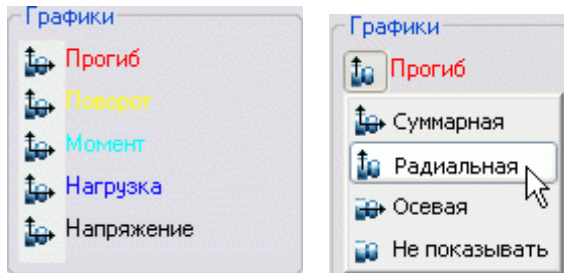 Графики
Прогиб
Поворот
Момент
Нагрузка
Напряжение
Графики
Прогиб
Суммарная
Радиальная
Осевая
Не показывать